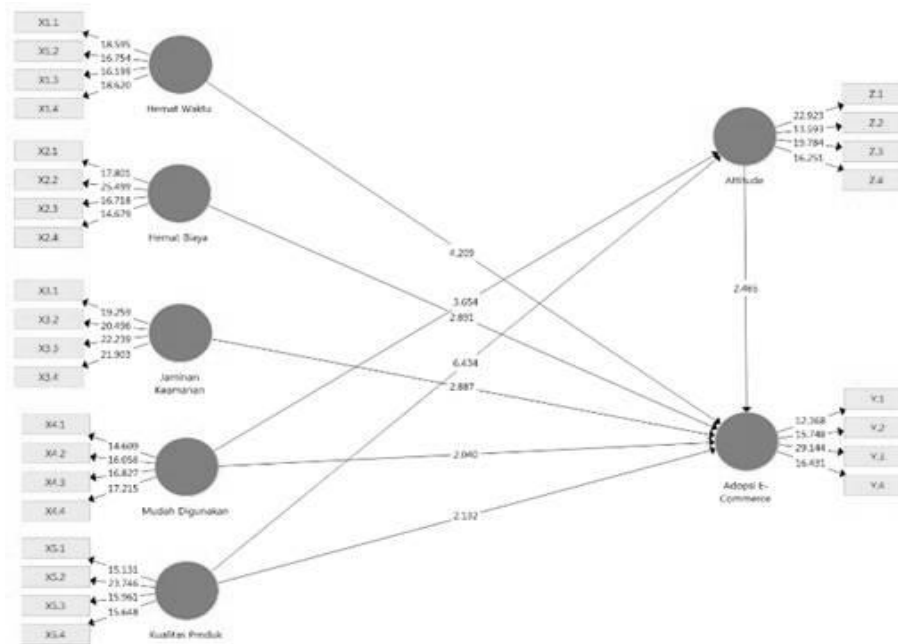 X1.1
X1.2
X1.3
X1.4
18.595
16.754
16.199
18.620
Hemat Waktu
X2.1
X2.2
X2.3
X2.4
17.801
25.499
16.718
14.679
Hemat Biaya
X3.1
X3.2
X3.3
X3.4
19.259
20.496
22.239
21.903
Jaminan
Keamanan
X4.1
X4.2
X4.3
X4.4
14.609
16.058
16.827
17.215
Mudah Digunakan
X5.1
X5.2
X5.3
X5.4
15.131
23.746
15.961
15.648
Kualitas Produk
4.209
3.654
2.891
6.434
2.887
2.040
2.132
2.465
Z.1
Z.2
Z.3
Z.4
22.923
13.593
19.784
16.251
Attitude
Y.1
Y.2
Y.3
Y.4
12.368
15.748
29.144
16.431
Adopsi E-
Commerce